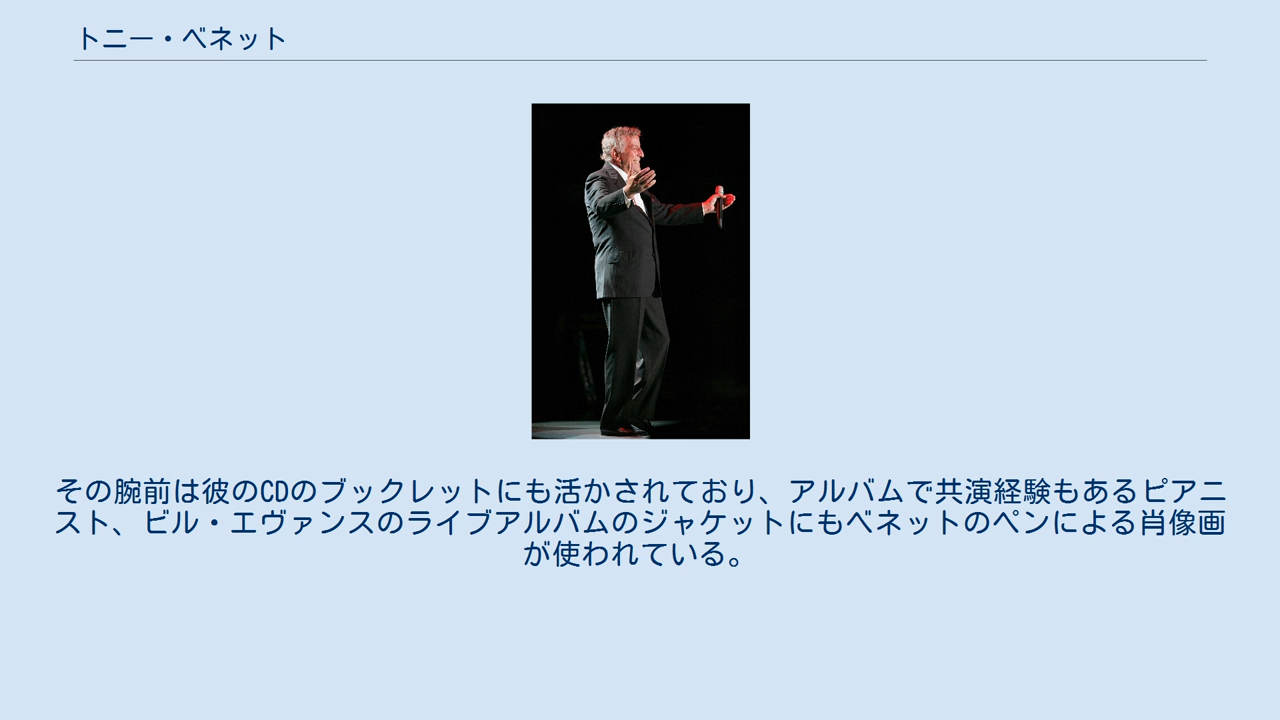 トニー・ベネット
その腕前は彼のCDのブックレットにも活かされており、アルバムで共演経験もあるピアニ
スト、ビル・エヴァンスのライブアルバムのジャケットにもベネットのペンによる肖像画
が使われている。